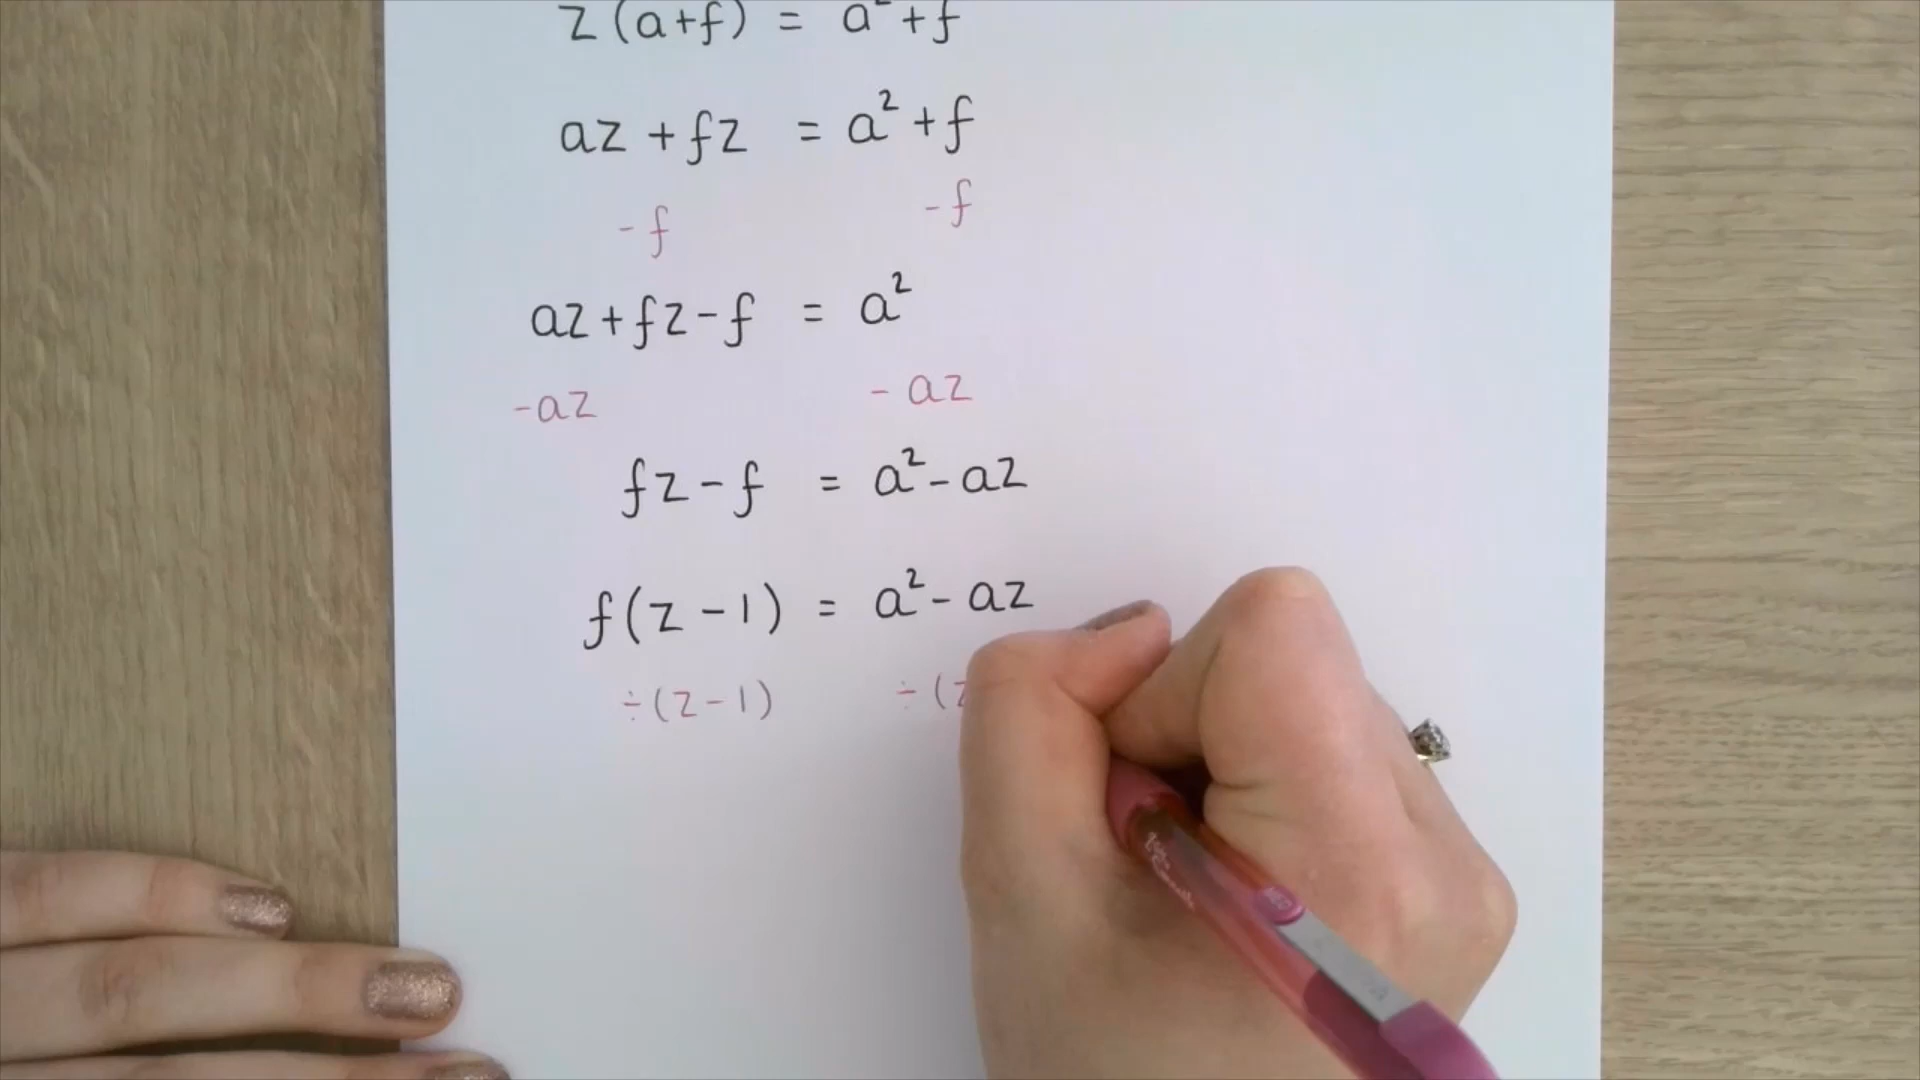 z(a+f) = a²+f
az + fz = a²+f
-f -f
az+fz-f = a²
-az - az
fz-f = a²-az
f(z-1) = a²-az
÷(z-1) ÷(z